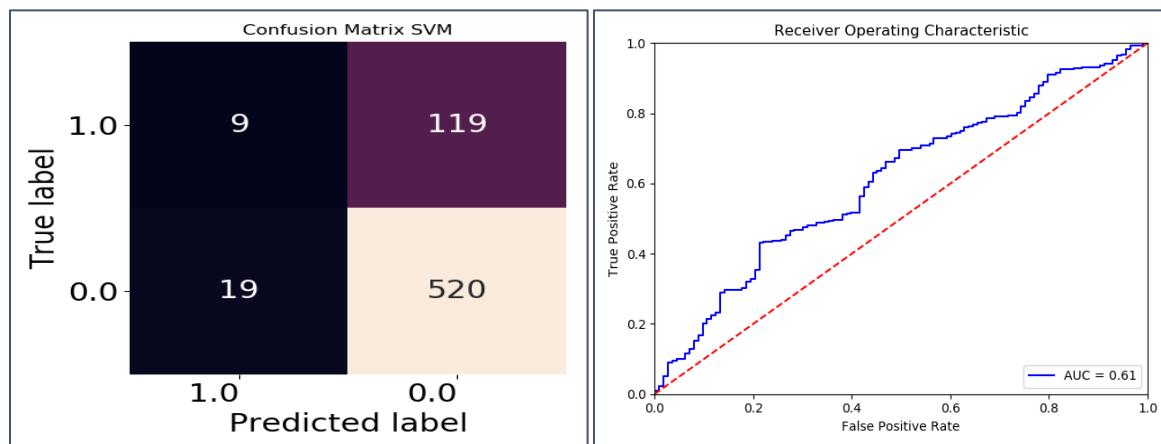 Confusion Matrix SVM
True label
1.0
9
119
0.0
19
520
1.0
0.0
Predicted label
Receiver Operating Characteristic
True Positive Rate
1.0
0.8
0.6
0.4
0.2
0.0
AUC = 0.61
0.0
0.2
0.4
0.6
0.8
1.0
False Positive Rate